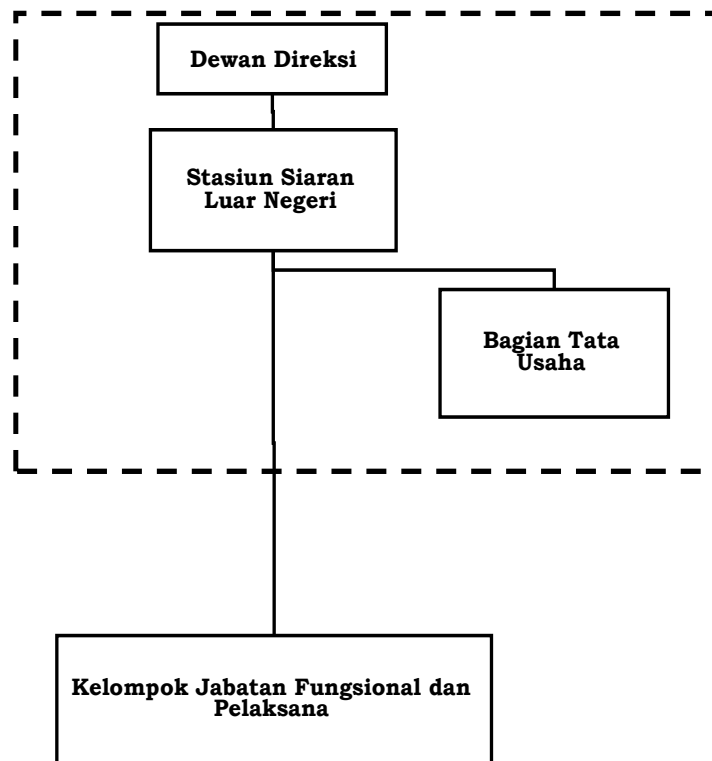 Dewan Direksi
Stasiun Siaran
Luar Negeri
Bagian Tata
Usaha
Kelompok Jabatan Fungsional dan
Pelaksana